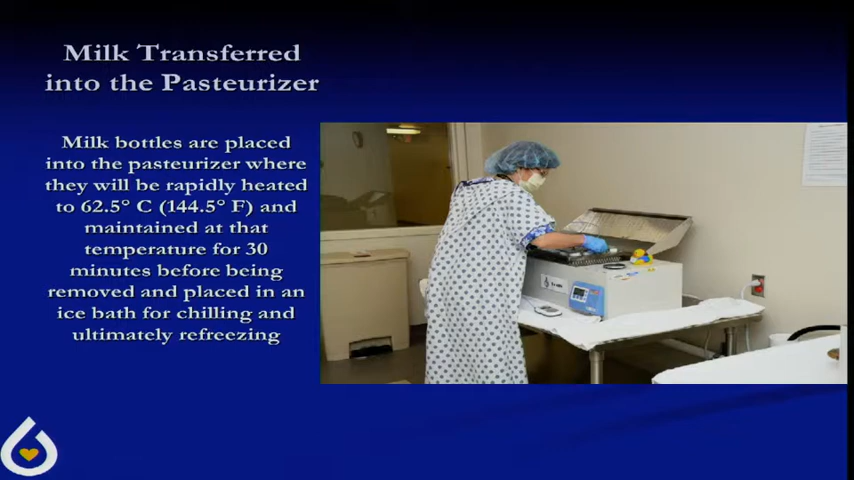 Milk Transferred
into the Pasteurizer
Milk bottles are placed
into the pasteurizer where
they will be rapidly heated
to 62.5° C (144.5° F) and
maintained at that
temperature for 30
minutes before being
removed and placed in an
ice bath for chilling and
ultimately refreezing